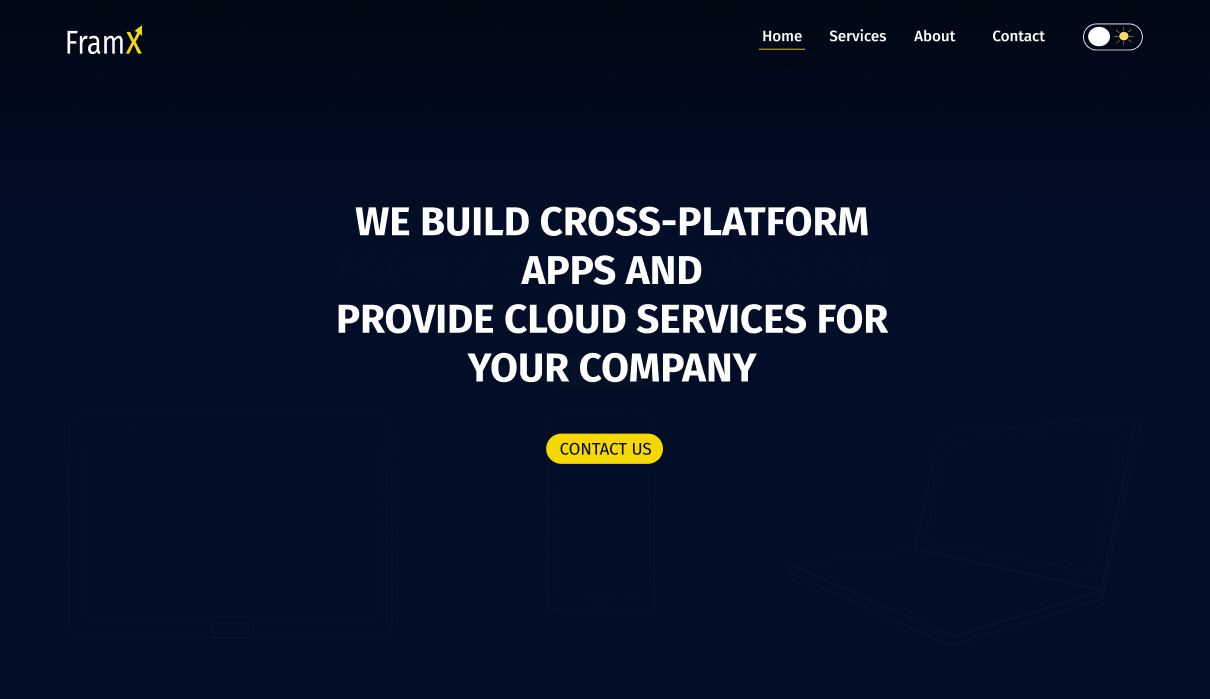 FramX
Home Services About Contact
WE BUILD CROSS-PLATFORM
APPS AND
PROVIDE CLOUD SERVICES FOR
YOUR COMPANY
CONTACT US